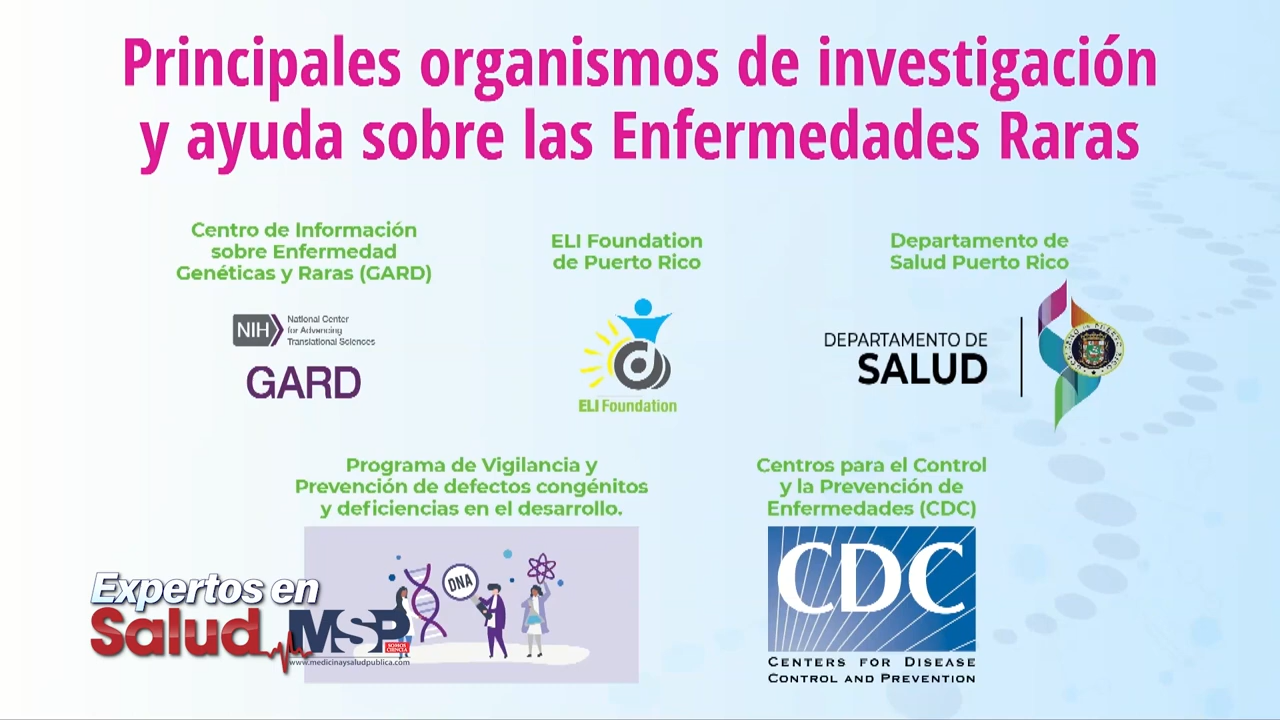 Principales organismos de investigación
y ayuda sobre las Enfermedades Raras
Centro de Información
sobre Enfermedad
Genéticas y Raras (GARD)
NIH
National Center
for Advancing
Translational Sciences
GARD
ELI Foundation
de Puerto Rico
ELI Foundation
Departamento de
Salud Puerto Rico
DEPARTAMENTO DE
SALUD
Programa de Vigilancia y
Prevención de defectos congénitos
y deficiencias en el desarrollo.
DNA
Centros para el Control
y la Prevención de
Enfermedades (CDC)
CDC
CENTERS FOR DISEASE
CONTROL AND PREVENTION
Expertos en
Salud
MSP
SOMOS
CIENCIA
www.medicinaysaludpublica.com